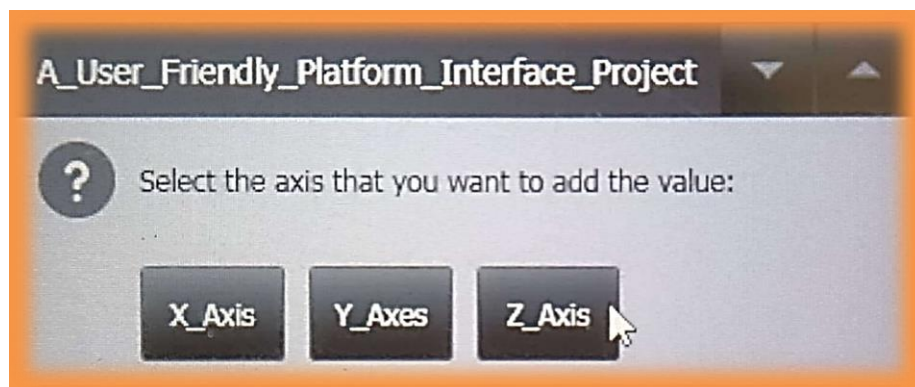 A_User_Friendly_Platform_Interface_Project
?
Select the axis that you want to add the value:
X_Axis Y_Axes Z_Axis